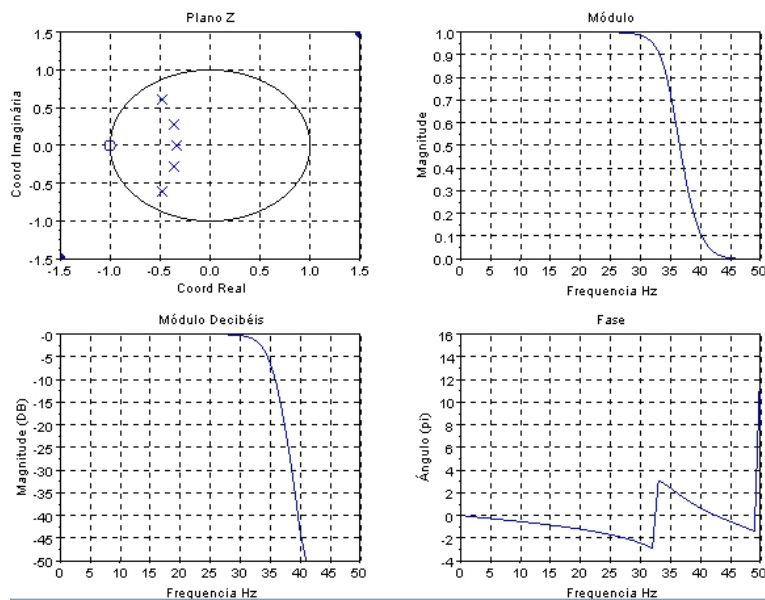 Plano Z
1.5
1.0
0.5
0.0
-0.5
-1.0
-1.5
Coord Imaginária
-1.5 -1.0 -0.5 0.0 0.5 1.0 1.5
Coord Real
Módulo
1.0
0.9
0.8
0.7
0.6
0.5
0.4
0.3
0.2
0.1
0.0
Magnitude
0 5 10 15 20 25 30 35 40 45 50
Frequencia Hz
Módulo Decibéis
-0
-5
-10
-15
-20
-25
-30
-35
-40
-45
-50
Magnitude (DB)
0 5 10 15 20 25 30 35 40 45 50
Frequencia Hz
Fase
16
14
12
10
8
6
4
2
0
-2
-4
Ángulo (pi)
0 5 10 15 20 25 30 35 40 45 50
Frequencia Hz